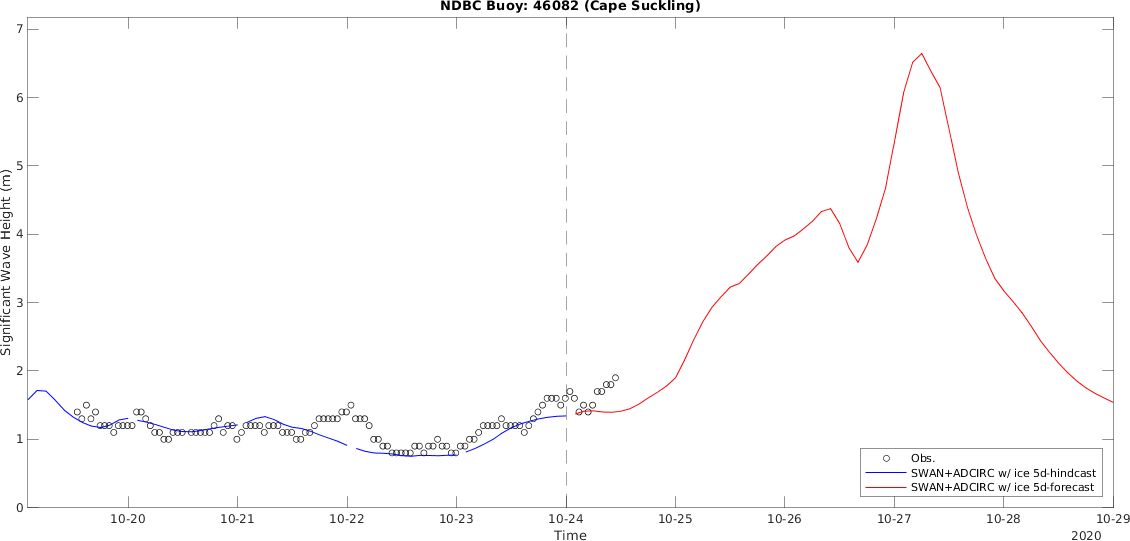 NDBC Buoy: 46082 (Cape Suckling)
7
6
5
4
3
2
1
0
Significant Wave Height (m)
Obs.
SWAN+ADCIRC w/ ice 5d-hindcast
SWAN+ADCIRC w/ ice 5d-forecast
10-20 10-21 10-22 10-23 10-24 10-25 10-26 10-27 10-28 10-29
Time
2020